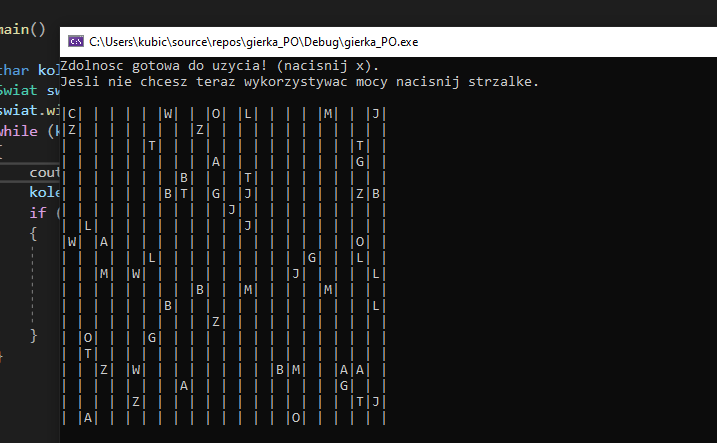 main()
C:\Users\kubic\source\repos\gierka_PO\Debug\gierka_PO.exe
Zdolnosc gotowa do uzycia! (nacisnij x).
Jesli nie chcesz teraz wykorzystywac mocy nacisnij strzalke.
|C| | | | | |W| | |O| |L| | | | |M| | |J|
|Z| | | | | | | |Z| | | | | | | | | | | |
| | | | | |T| | | | | | | | | | | | |T| |
| | | | | | | | | |A| | | | | | | | |G| |
| | | | | | | |B| | | |T| | | | | | | | |
| | | | | | |B|T| |G| |J| | | | | | |Z|B|
| | | | | | | | | | |J| | | | | | | | | |
| |L| | | | | | | | | |J| | | | | | | | |
|W| |A| | | | | | | | | | | | | | | |O| |
| | | | | |L| | | | | | | | | |G| | |L| |
| | |M| |W| | | | | | | | | |J| | | | |L|
| | | | | | | | |B| | |M| | | | |M| | | |
| | | | | | |B| | | | | | | | | | | | |L|
| | | | | | | | | |Z| | | | | | | | | | |
| |O| | | |G| | | | | | | | | | | | | | |
| |T| | | | | | | | | | | | | | | | | | |
| | |Z| |W| | | | | | | | |B|M| | |A|A| |
| | | | | | | |A| | | | | | | | | |G| | |
| | | | |Z| | | | | | | | | | | | | |T|J|
| |A| | | | | | | | | | | | |O| | | | | |
char kol
Swiat sw
swiat.wi
while (k
{
cout
kole
if (
{
}
}